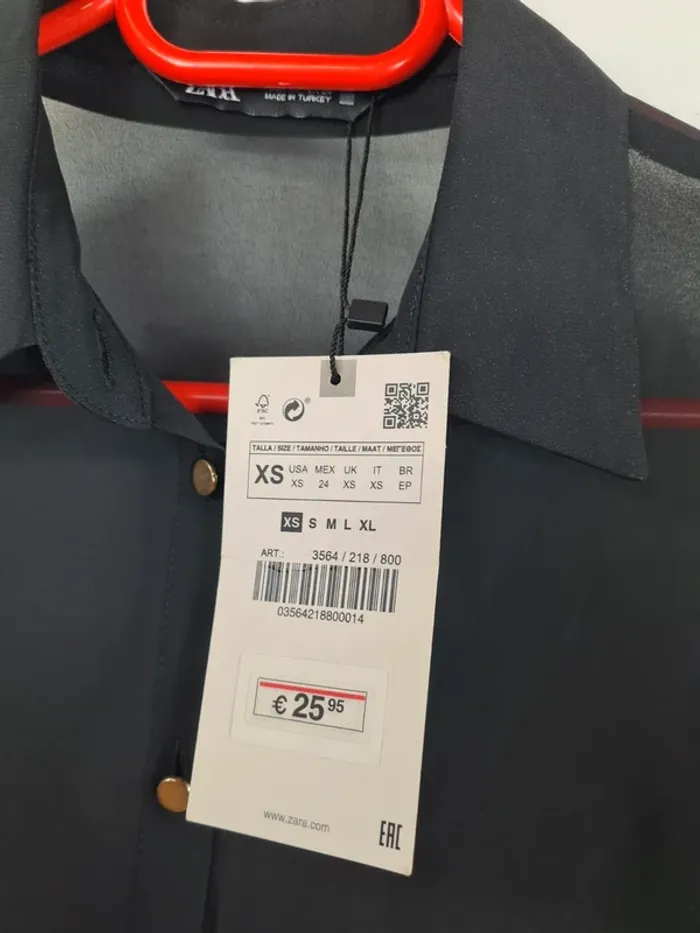 ZARA
MADE IN TURKEY
FSC
TALLA / SIZE / TAMANHO / TAILLE / MAAT / ΜΕΓΕΘΟΣ
XS USA MEX UK IT BR
XS 24 XS XS EP
XS S M L XL
ART.: 3564 / 218 / 800
03564218800014
€ 25 95
www.zara.com
EAC